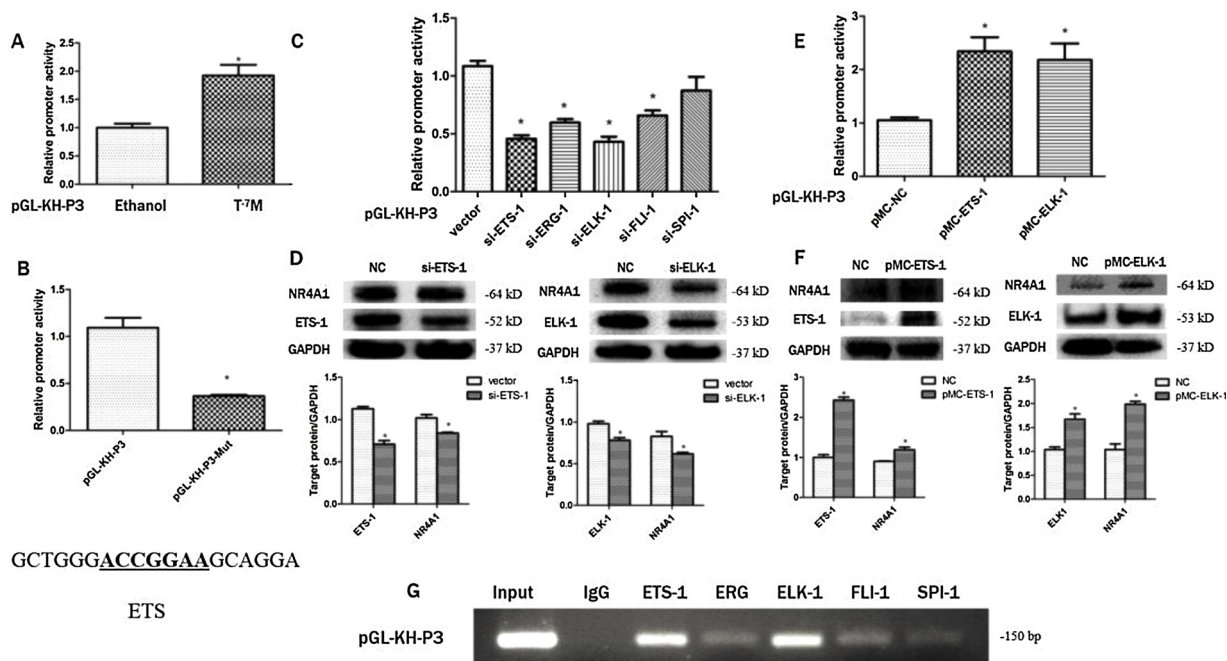 A
Relative promoter activity
2.5
2.0
1.5
1.0
0.5
0.0
*
pGL-KH-P3
Ethanol
T-7M
B
Relative promoter activity
1.5
1.0
0.5
0.0
*
pGL-KH-P3
pGL-KH-P3-Mut
GCTGGGACCGGAAGCAGGA
ETS
C
Relative promoter activity
1.5
1.0
0.5
0.0
* * * *
pGL-KH-P3
vector
si-ETS-1
si-ERG-1
si-ELK-1
si-FLI-1
si-SPI-1
D
NC si-ETS-1
NR4A1 -64 kD
ETS-1 -52 kD
GAPDH -37 kD
vector
si-ETS-1
Target protein/GAPDH
1.5
1.0
0.5
0.0
* *
ETS-1
NR4A1
NC si-ELK-1
NR4A1 -64 kD
ELK-1 -53 kD
GAPDH -37 kD
vector
si-ELK-1
Target protein/GAPDH
1.5
1.0
0.5
0.0
* *
ELK-1
NR4A1
E
Relative promoter activity
3
2
1
0
* *
pGL-KH-P3
pMC-NC
pMC-ETS-1
pMC-ELK-1
F
NC pMC-ETS-1
NR4A1 -64 kD
ETS-1 -52 kD
GAPDH -37 kD
NC
pMC-ETS-1
Target protein/GAPDH
3
2
1
0
* *
ETS-1
NR4A1
NC pMC-ELK-1
NR4A1 -64 kD
ELK-1 -53 kD
GAPDH -37 kD
NC
pMC-ELK-1
Target protein/GAPDH
2.5
2.0
1.5
1.0
0.5
0.0
* *
ELK1
NR4A1
G
Input IgG ETS-1 ERG ELK-1 FLI-1 SPI-1
pGL-KH-P3 -150 bp